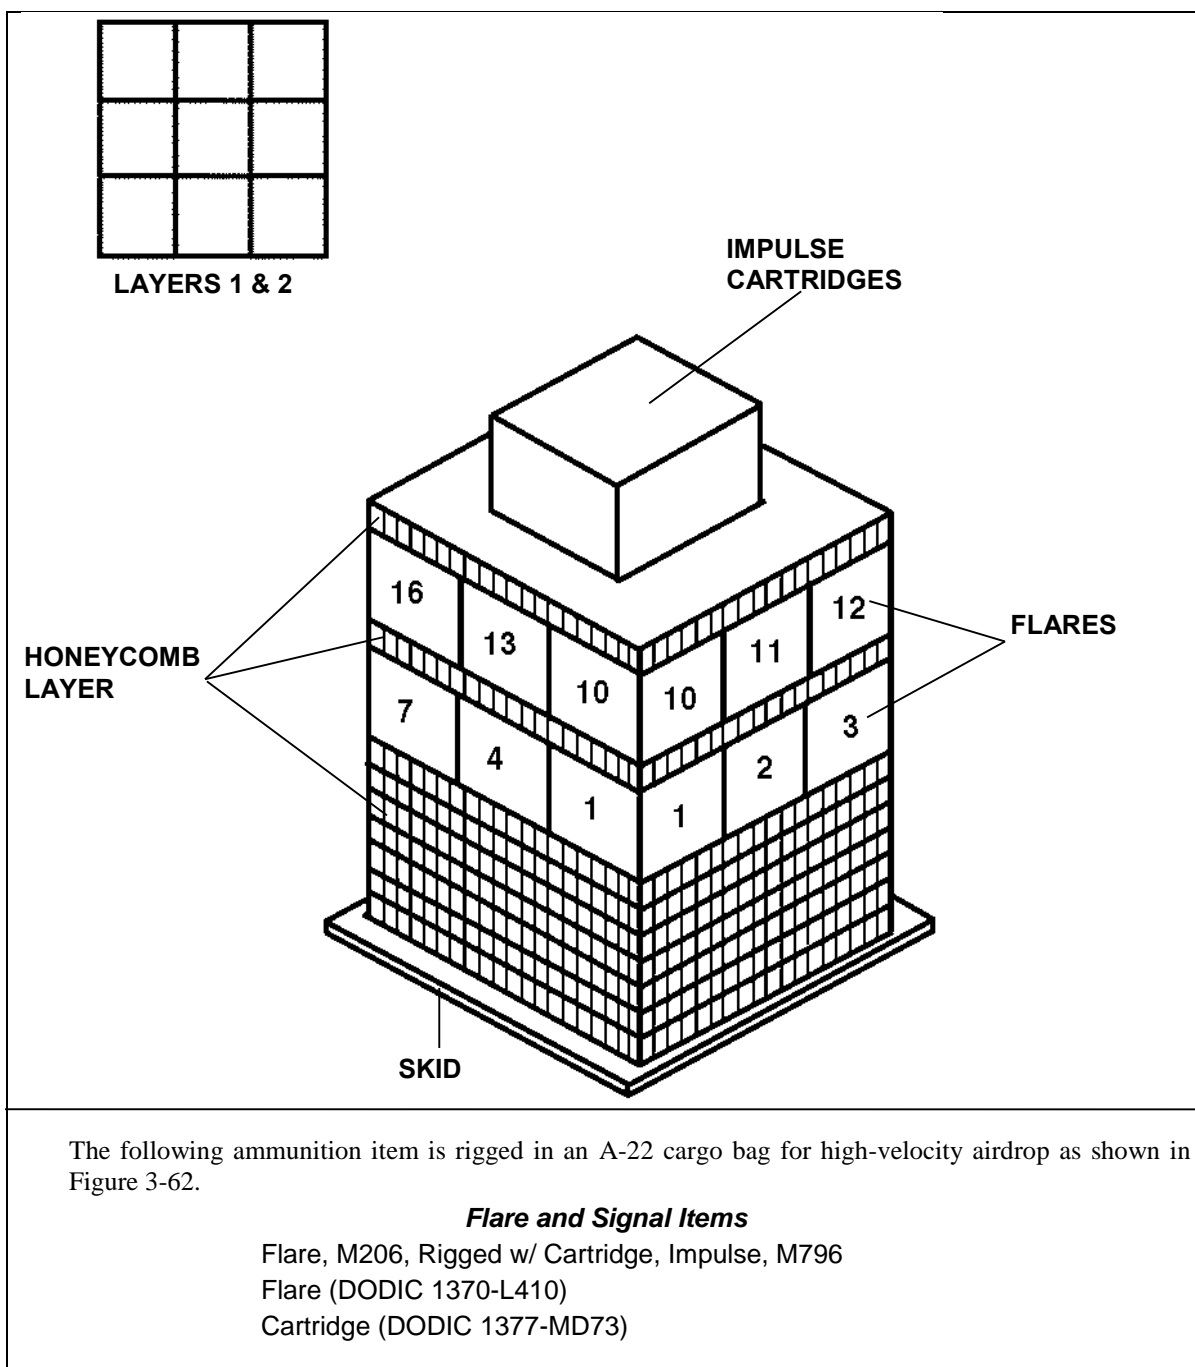 LAYERS 1 & 2
IMPULSE
CARTRIDGES
16
13
10
10
11
12
FLARES
HONEYCOMB
LAYER
7
4
1
1
2
3
SKID
The following ammunition item is rigged in an A-22 cargo bag for high-velocity airdrop as shown in
Figure 3-62.
Flare and Signal Items
Flare, M206, Rigged w/ Cartridge, Impulse, M796
Flare (DODIC 1370-L410)
Cartridge (DODIC 1377-MD73)